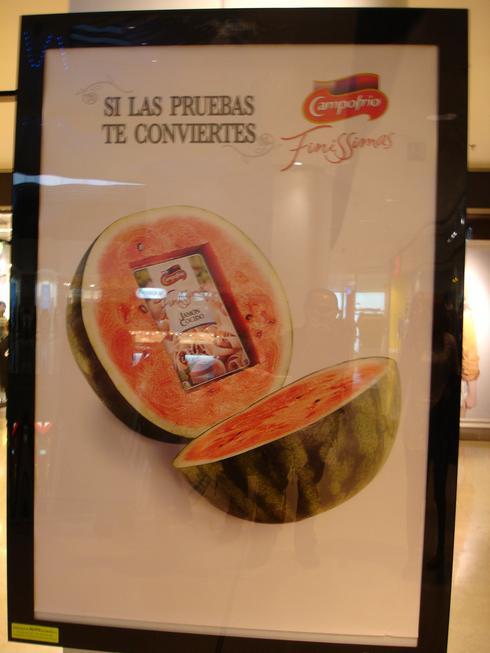 SI LAS PRUEBAS
TE CONVIERTES
Campofrío
Finíssimas
JAMÓN
COCIDO